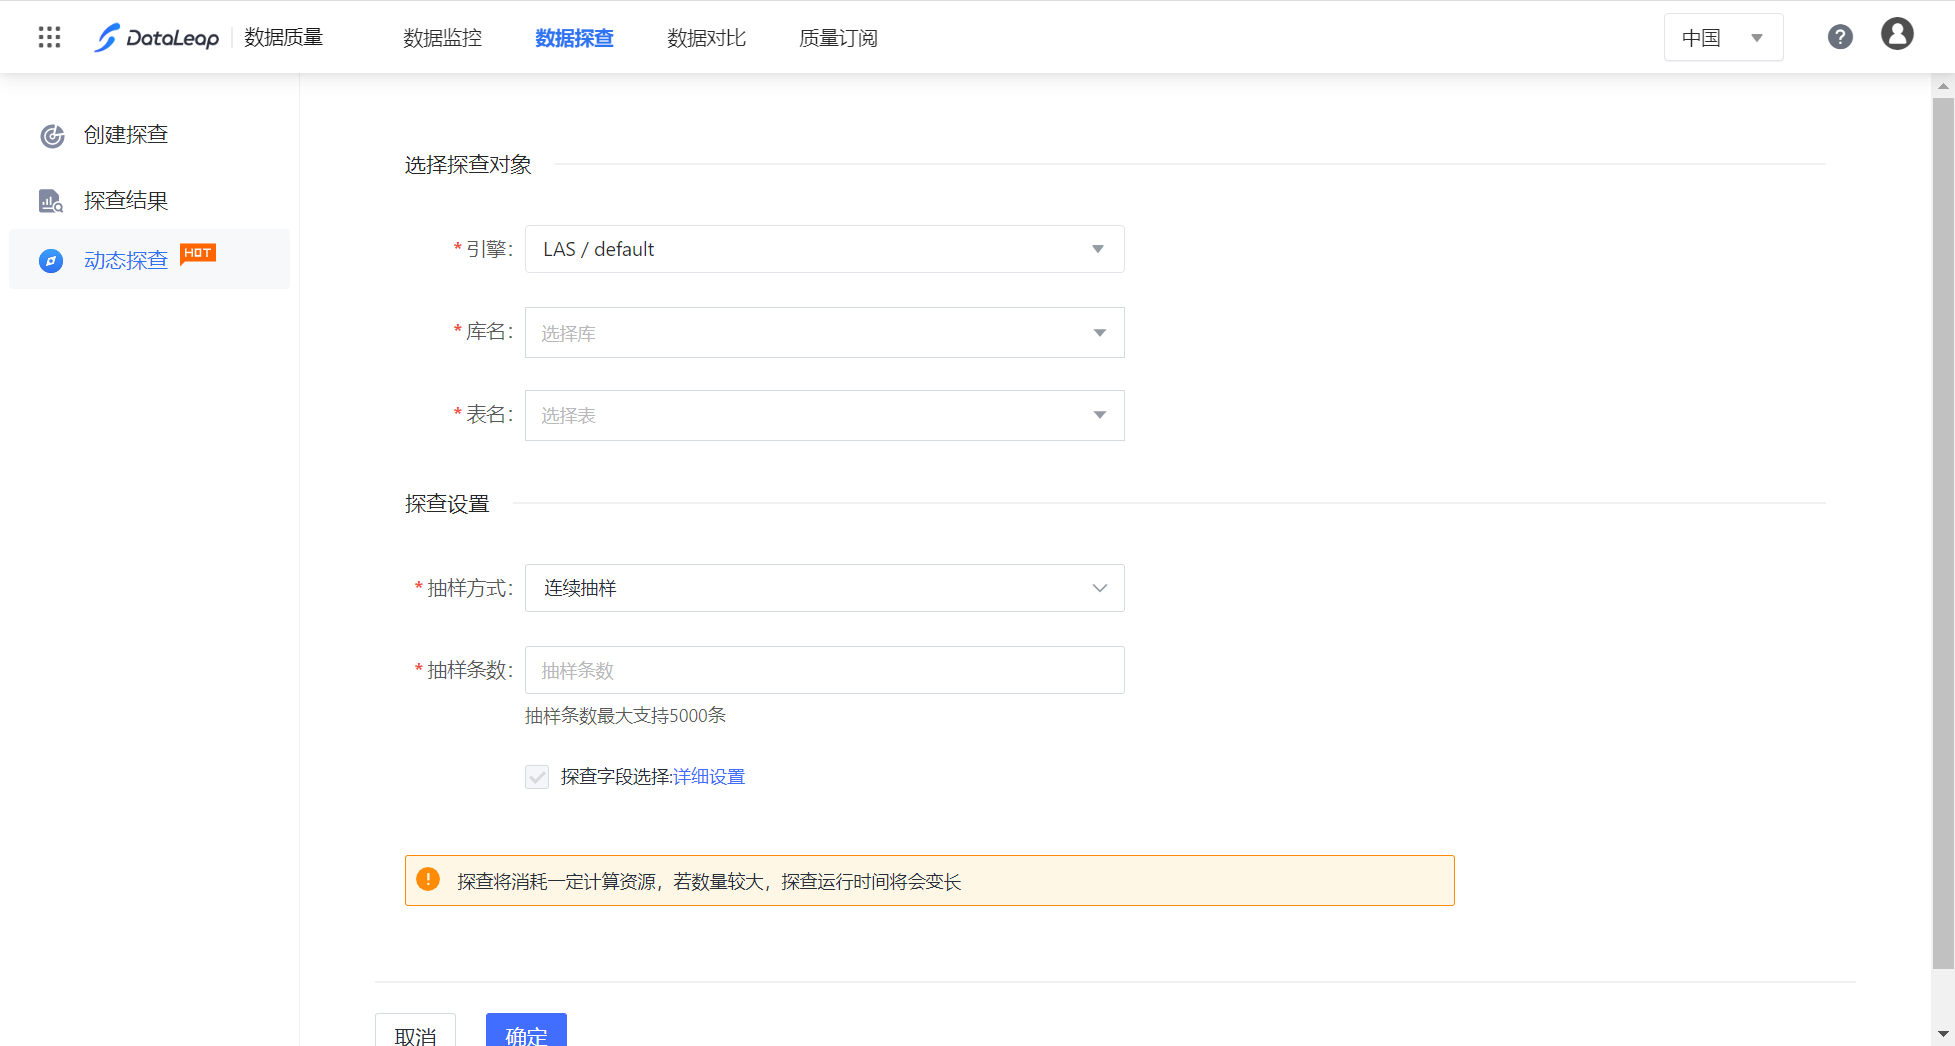 DataLeap 数据质量 数据监控 数据探查 数据对比 质量订阅 中国
创建探查
探查结果
动态探查 HOT
选择探查对象
* 引擎: LAS / default
* 库名: 选择库
* 表名: 选择表
探查设置
* 抽样方式: 连续抽样
* 抽样条数: 抽样条数
抽样条数最大支持5000条
探查字段选择:详细设置
探查将消耗一定计算资源，若数量较大，探查运行时间将会变长
取消 确定